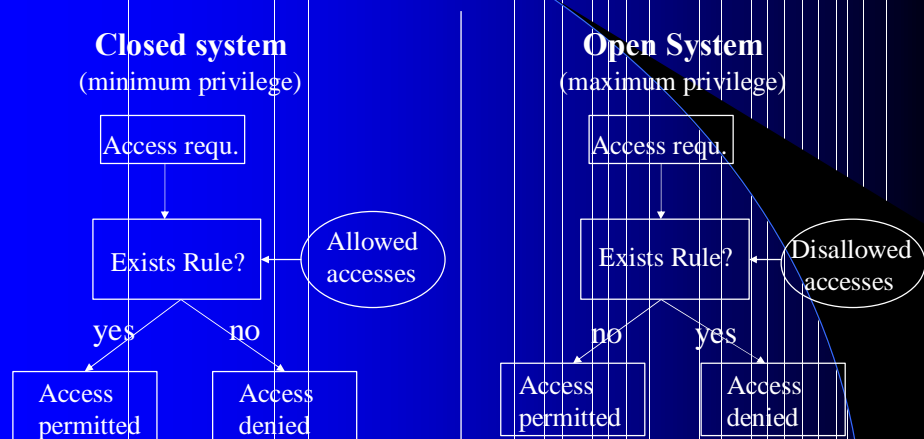 Closed system
(minimum privilege)
Access requ.
Exists Rule?
Allowed
accesses
yes
no
Access
permitted
Access
denied
Open System
(maximum privilege)
Access requ.
Exists Rule?
Disallowed
accesses
no
yes
Access
permitted
Access
denied